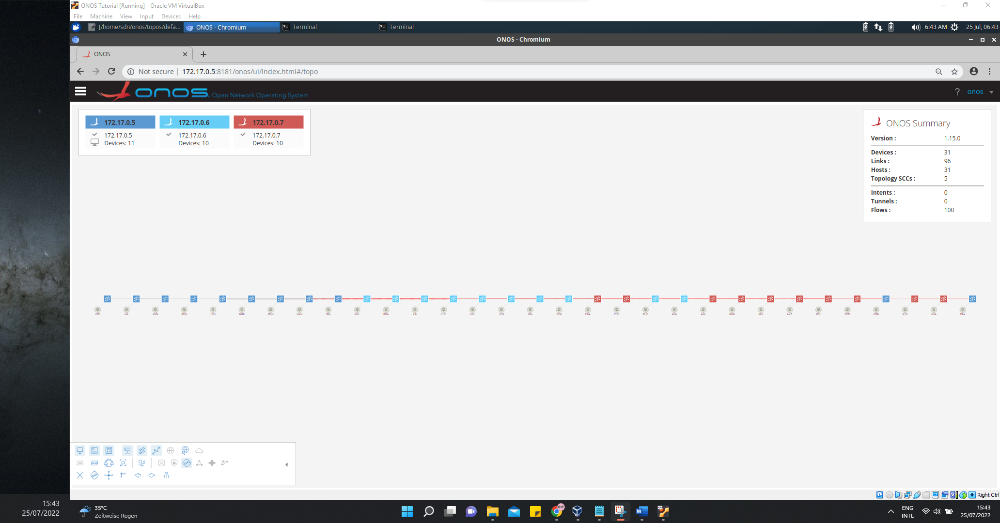 ONOS Tutorial [Running] - Oracle VM VirtualBox
File Machine View Input Devices Help
[/home/sdn/onos/topos/defa... ONOS - Chromium Terminal Terminal 6:43 AM 25 Jul, 06:43
ONOS - Chromium
ONOS
Not secure 172.17.0.5:8181/onos/ui/index.html#/topo
onos Open Network Operating System ? onos
172.17.0.5 172.17.0.6 172.17.0.7
172.17.0.5 172.17.0.6 172.17.0.7
Devices: 11 Devices: 10 Devices: 10
ONOS Summary
Version : 1.15.0
Devices : 31
Links : 96
Hosts : 31
Topology SCCs : 5
Intents : 0
Tunnels : 0
Flows : 100
ATH LIS LON BRU PAR DUB MAD GEN MIL SOF BUC VIE FRA COP TLN RIG KAU POZ PRA BRA ZAG LJU BUD MLT LUX MAR HAM AMS STO OSL HEL
Right Ctrl
15:43
25/07/2022
35°C
Zeitweise Regen
ENG
INTL
15:43
25/07/2022